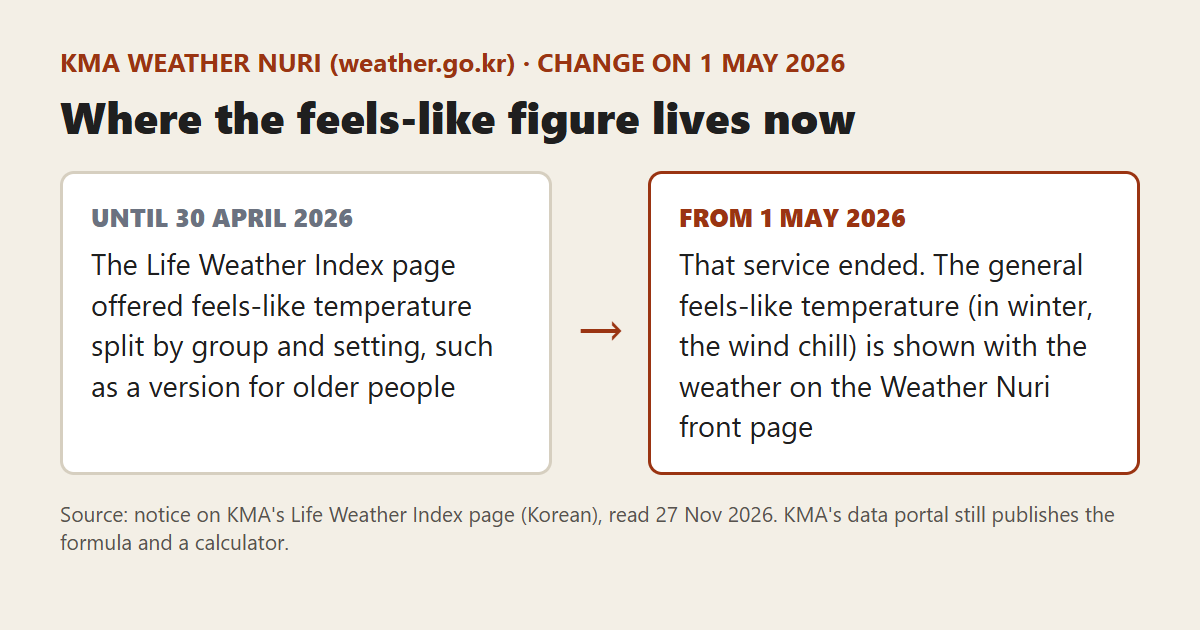 KMA WEATHER NURI (weather.go.kr) · CHANGE ON 1 MAY 2026
Where the feels-like figure lives now
UNTIL 30 APRIL 2026
The Life Weather Index page
offered feels-like temperature
split by group and setting, such
as a version for older people
→
FROM 1 MAY 2026
That service ended. The general
feels-like temperature (in winter,
the wind chill) is shown with the
weather on the Weather Nuri
front page
Source: notice on KMA's Life Weather Index page (Korean), read 27 Nov 2026. KMA's data portal still publishes the
formula and a calculator.